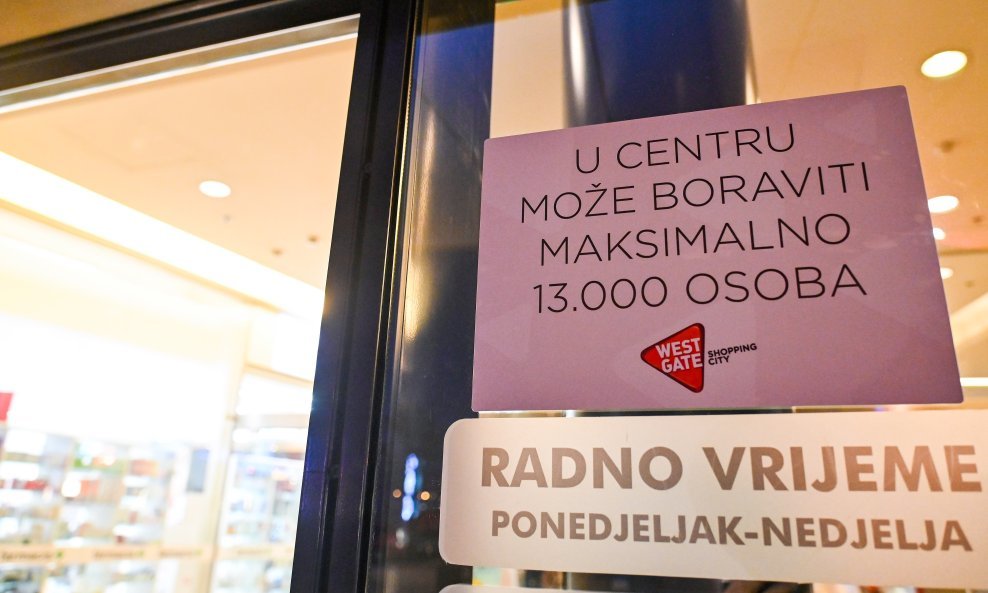 U CENTRU
MOŽE BORAVITI
MAKSIMALNO
13.000 OSOBA
WEST
GATE
SHOPPING
CITY
RADNO VRIJEME
PONEDJELJAK-NEDJELJA